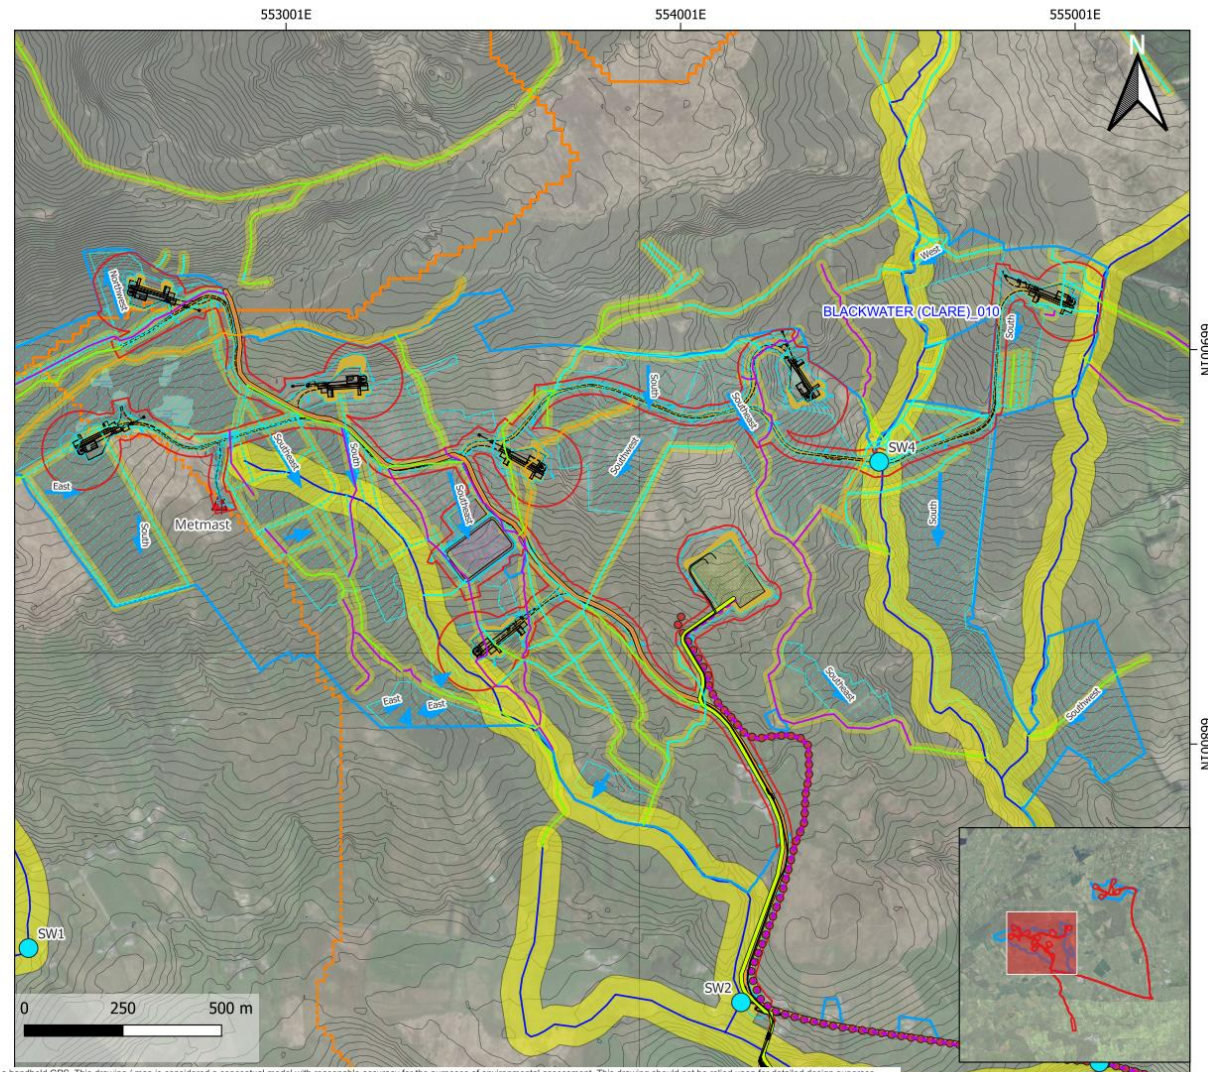 553001E
554001E
555001E
N
Northwest
West
BLACKWATER (CLARE)_010
South
South
Southeast
Southwest
SW4
Southeast
South
Southeast
East
South
Metmast
South
Southeast
Southwest
East
East
SW1
SW2
0 250 500 m